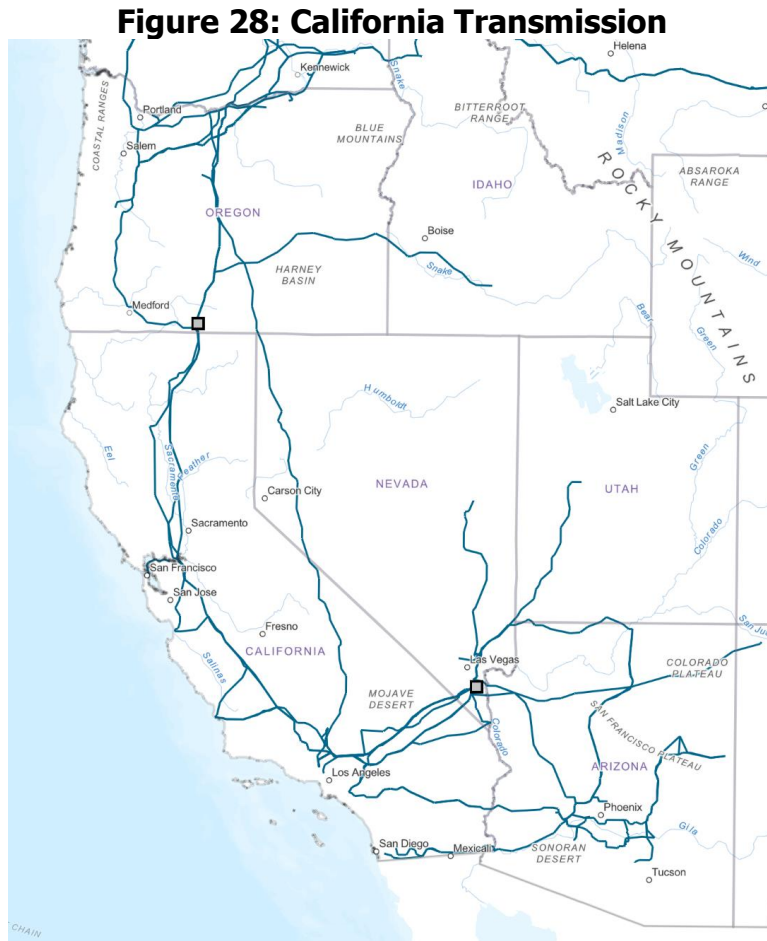 Figure 28: California Transmission
Helena
Kennewick
Snake
COASTAL RANGES
Portland
BITTERROOT
RANGE
Madison
BLUE
MOUNTAINS
Salem
ROCKY MOUNTAINS
ABSAROKA
RANGE
IDAHO
OREGON
Boise
Wind
HARNEY
BASIN
Snake
Medford
Bear
Green
Humboldt
Salt Lake City
Eel
Sacramento
Feather
Green
NEVADA
UTAH
Carson City
Colorado
Sacramento
San Francisco
San Jose
Fresno
San Ju
CALIFORNIA
Salinas
Las Vegas
COLORADO
PLATEAU
MOJAVE
DESERT
SAN FRANCISCO PLATEAU
Colorado
Los Angeles
ARIZONA
Phoenix
Gila
San Diego
Mexicali
SONORAN
DESERT
Tucson
CHAIN